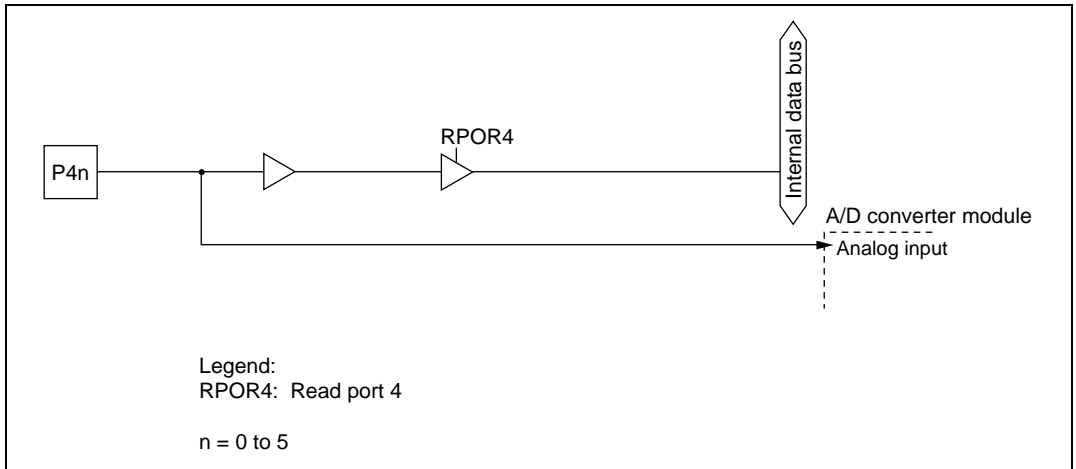 Internal data bus
RPOR4
P4n
A/D converter module
Analog input
Legend:
RPOR4: Read port 4
n = 0 to 5